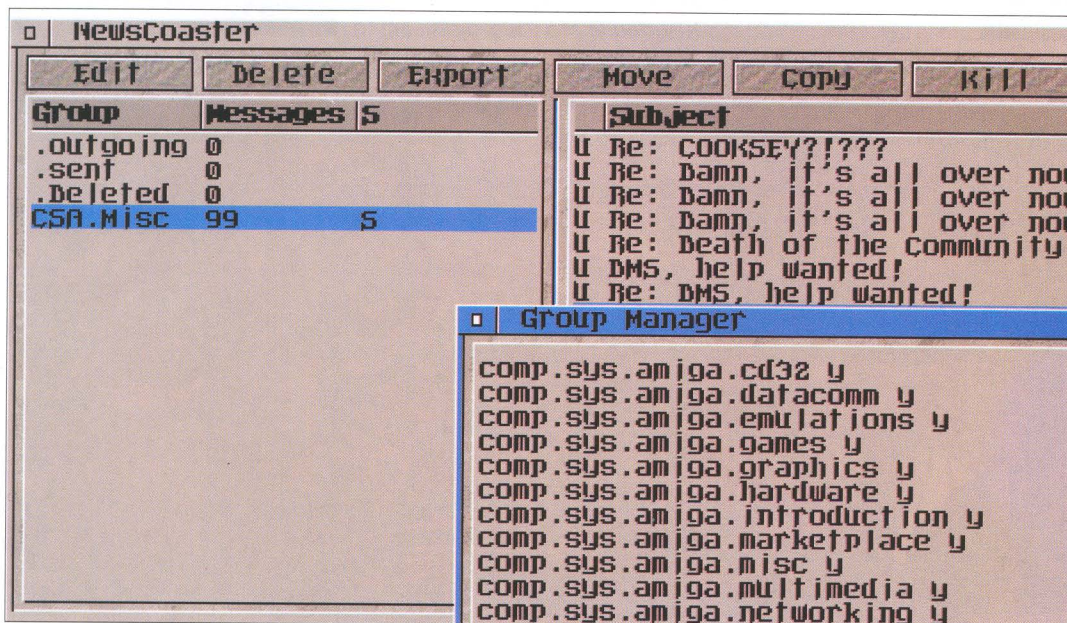 NewsCoaster
Edit Delete Export Move Copy Kill
Group Messages S
.outgoing 0
.sent 0
.Deleted 0
CSA.Misc 99 S
Subject
U Re: COOKSEY?!???
U Re: Damn, it's all over
U Re: Damn, it's all over
U Re: Damn, it's all over
U Re: Death of the Community
U DMS, help wanted!
U Re: DMS, help wanted!
Group Manager
comp.sys.amiga.cd32 y
comp.sys.amiga.datacomm y
comp.sys.amiga.emulations y
comp.sys.amiga.games y
comp.sys.amiga.graphics y
comp.sys.amiga.hardware y
comp.sys.amiga.introduction y
comp.sys.amiga.marketplace y
comp.sys.amiga.misc y
comp.sys.amiga.multimedia y
comp.sys.amiga.networking y